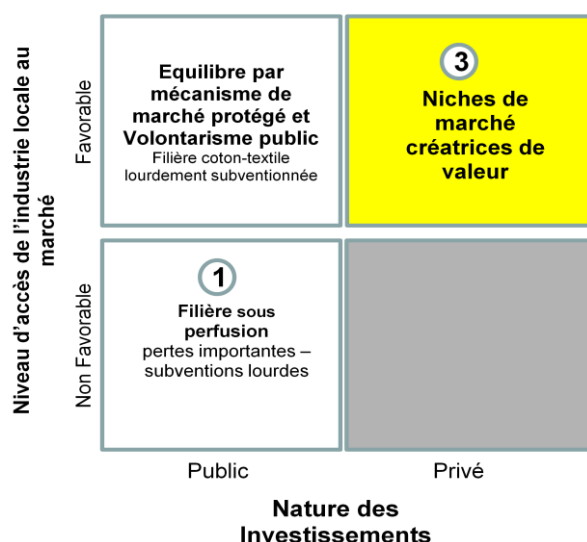 Niveau d'accès de l'industrie locale au
marché
Favorable
Non Favorable
Equilibre par
mécanisme de
marché protégé et
Volontarisme public
Filière coton-textile
lourdement subventionnée
3
Niches de
marché
créatrices de
valeur
1
Filière sous
perfusion
pertes importantes –
subventions lourdes
Public
Privé
Nature des
Investissements